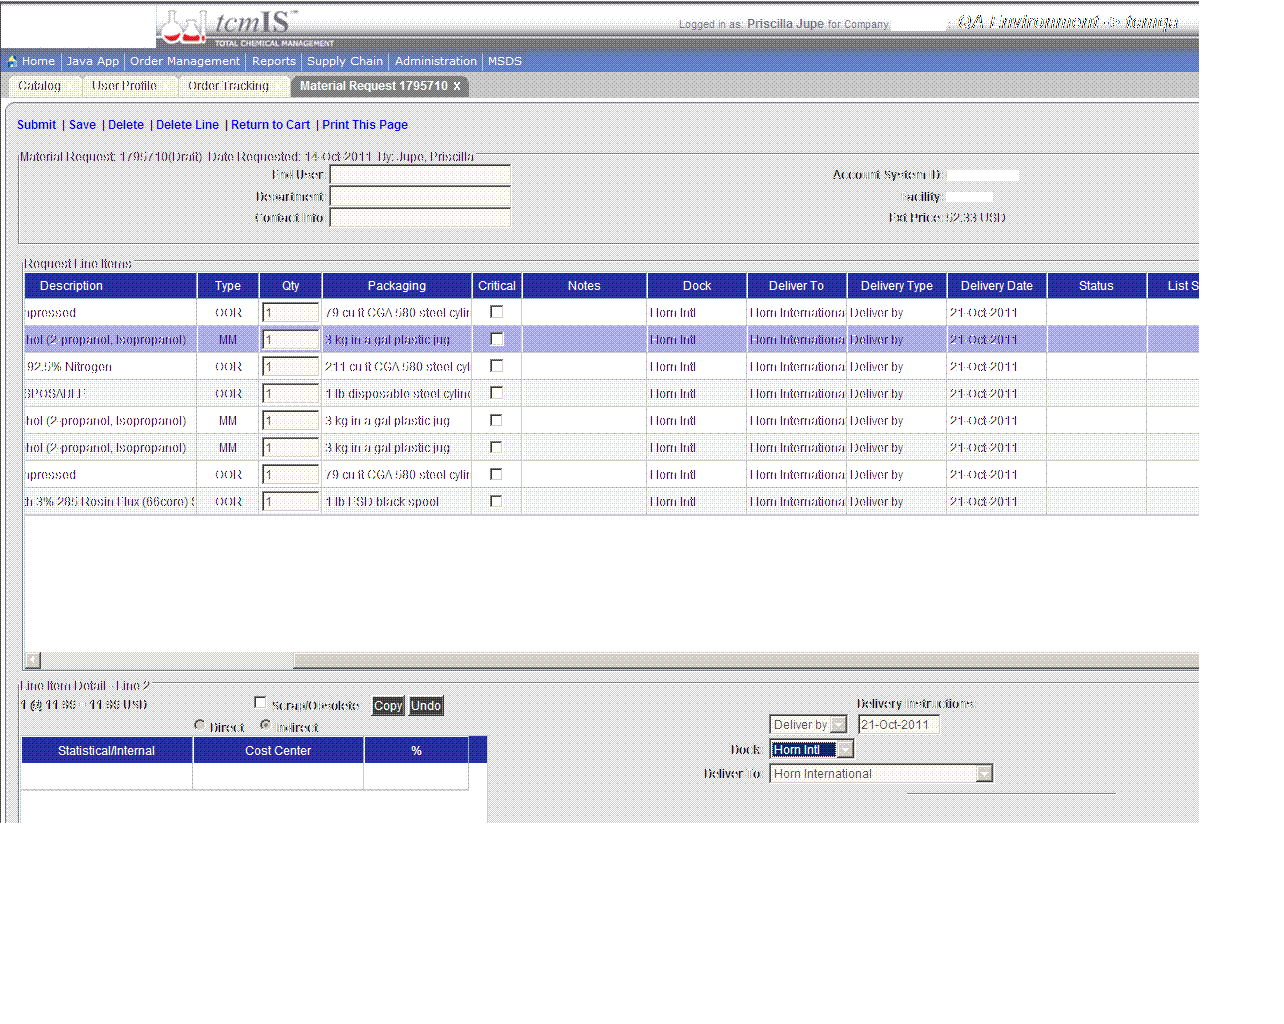 tcmIS™
TOTAL CHEMICAL MANAGEMENT
Logged in as: Priscilla Jupe for Company
QA Environment -> tcmqa
Home Java App Order Management Reports Supply Chain Administration MSDS
Catalog User Profile Order Tracking Material Request 1795710 x
Submit | Save | Delete | Delete Line | Return to Cart | Print This Page
Material Request: 1795710(Draft) Date Requested: 14-Oct-2011 By: Jupe, Priscilla
End User: Account System ID:
Department: acility:
Contact Info: Ext Price: 52.33 USD
Request Line Items
Description Type Qty Packaging Critical Notes Dock Deliver To Delivery Type Delivery Date Status List S
npressed OOR 1 79 cu ft CGA 580 steel cylin Horn Intl Horn Internationa Deliver by 21-Oct-2011
hol (2-propanol, Isopropanol) MM 1 3 kg in a gal plastic jug Horn Intl Horn Internationa Deliver by 21-Oct-2011
92.5% Nitrogen OOR 1 211 cu ft CGA 580 steel cyl Horn Intl Horn Internationa Deliver by 21-Oct-2011
SPOSABLE OOR 1 1 lb disposable steel cylind Horn Intl Horn Internationa Deliver by 21-Oct-2011
hol (2-propanol, Isopropanol) MM 1 3 kg in a gal plastic jug Horn Intl Horn Internationa Deliver by 21-Oct-2011
hol (2-propanol, Isopropanol) MM 1 3 kg in a gal plastic jug Horn Intl Horn Internationa Deliver by 21-Oct-2011
npressed OOR 1 79 cu ft CGA 580 steel cylin Horn Intl Horn Internationa Deliver by 21-Oct-2011
th 3% 285 Rosin Flux (66core) S OOR 1 1 lb ESD black spool Horn Intl Horn Internationa Deliver by 21-Oct-2011
Line Item Detail - Line 2
1 @ 11.99 = 11.99 USD Scrap/Obsolete Copy Undo Delivery Instructions:
Direct Indirect Deliver by 21-Oct-2011
Statistical/Internal Cost Center % Dock: Horn Intl
Deliver To: Horn International